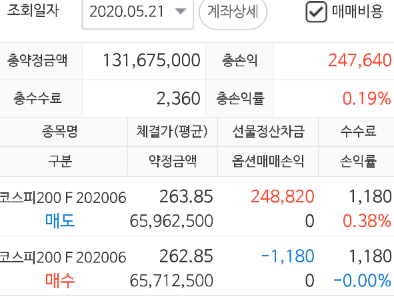 조회일자 2020.05.21 계좌상세 매매비용
총약정금액 131,675,000 총손익 247,640
총수수료 2,360 총손익률 0.19%
종목명 체결가(평균) 선물정산차금 수수료
구분 약정금액 옵션매매손익 손익률
코스피200 F 202006 263.85 248,820 1,180
매도 65,962,500 0 0.38%
코스피200 F 202006 262.85 -1,180 1,180
매수 65,712,500 0 -0.00%